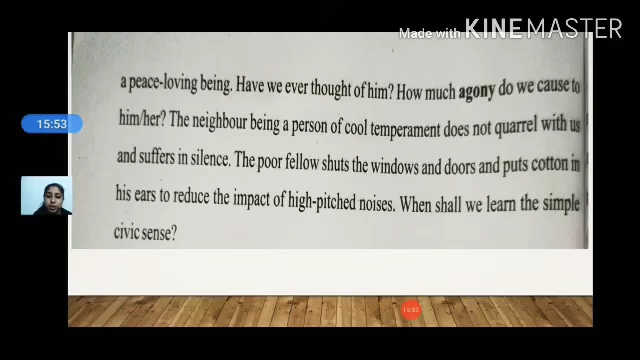 Made with KINEMASTER
a peace-loving being. Have we ever thought of him? How much agony do we cause to
15:53
him/her? The neighbour being a person of cool temperament does not quarrel with us
and suffers in silence. The poor fellow shuts the windows and doors and puts cotton in
his ears to reduce the impact of high-pitched noises. When shall we learn the simple
civic sense?
15:53